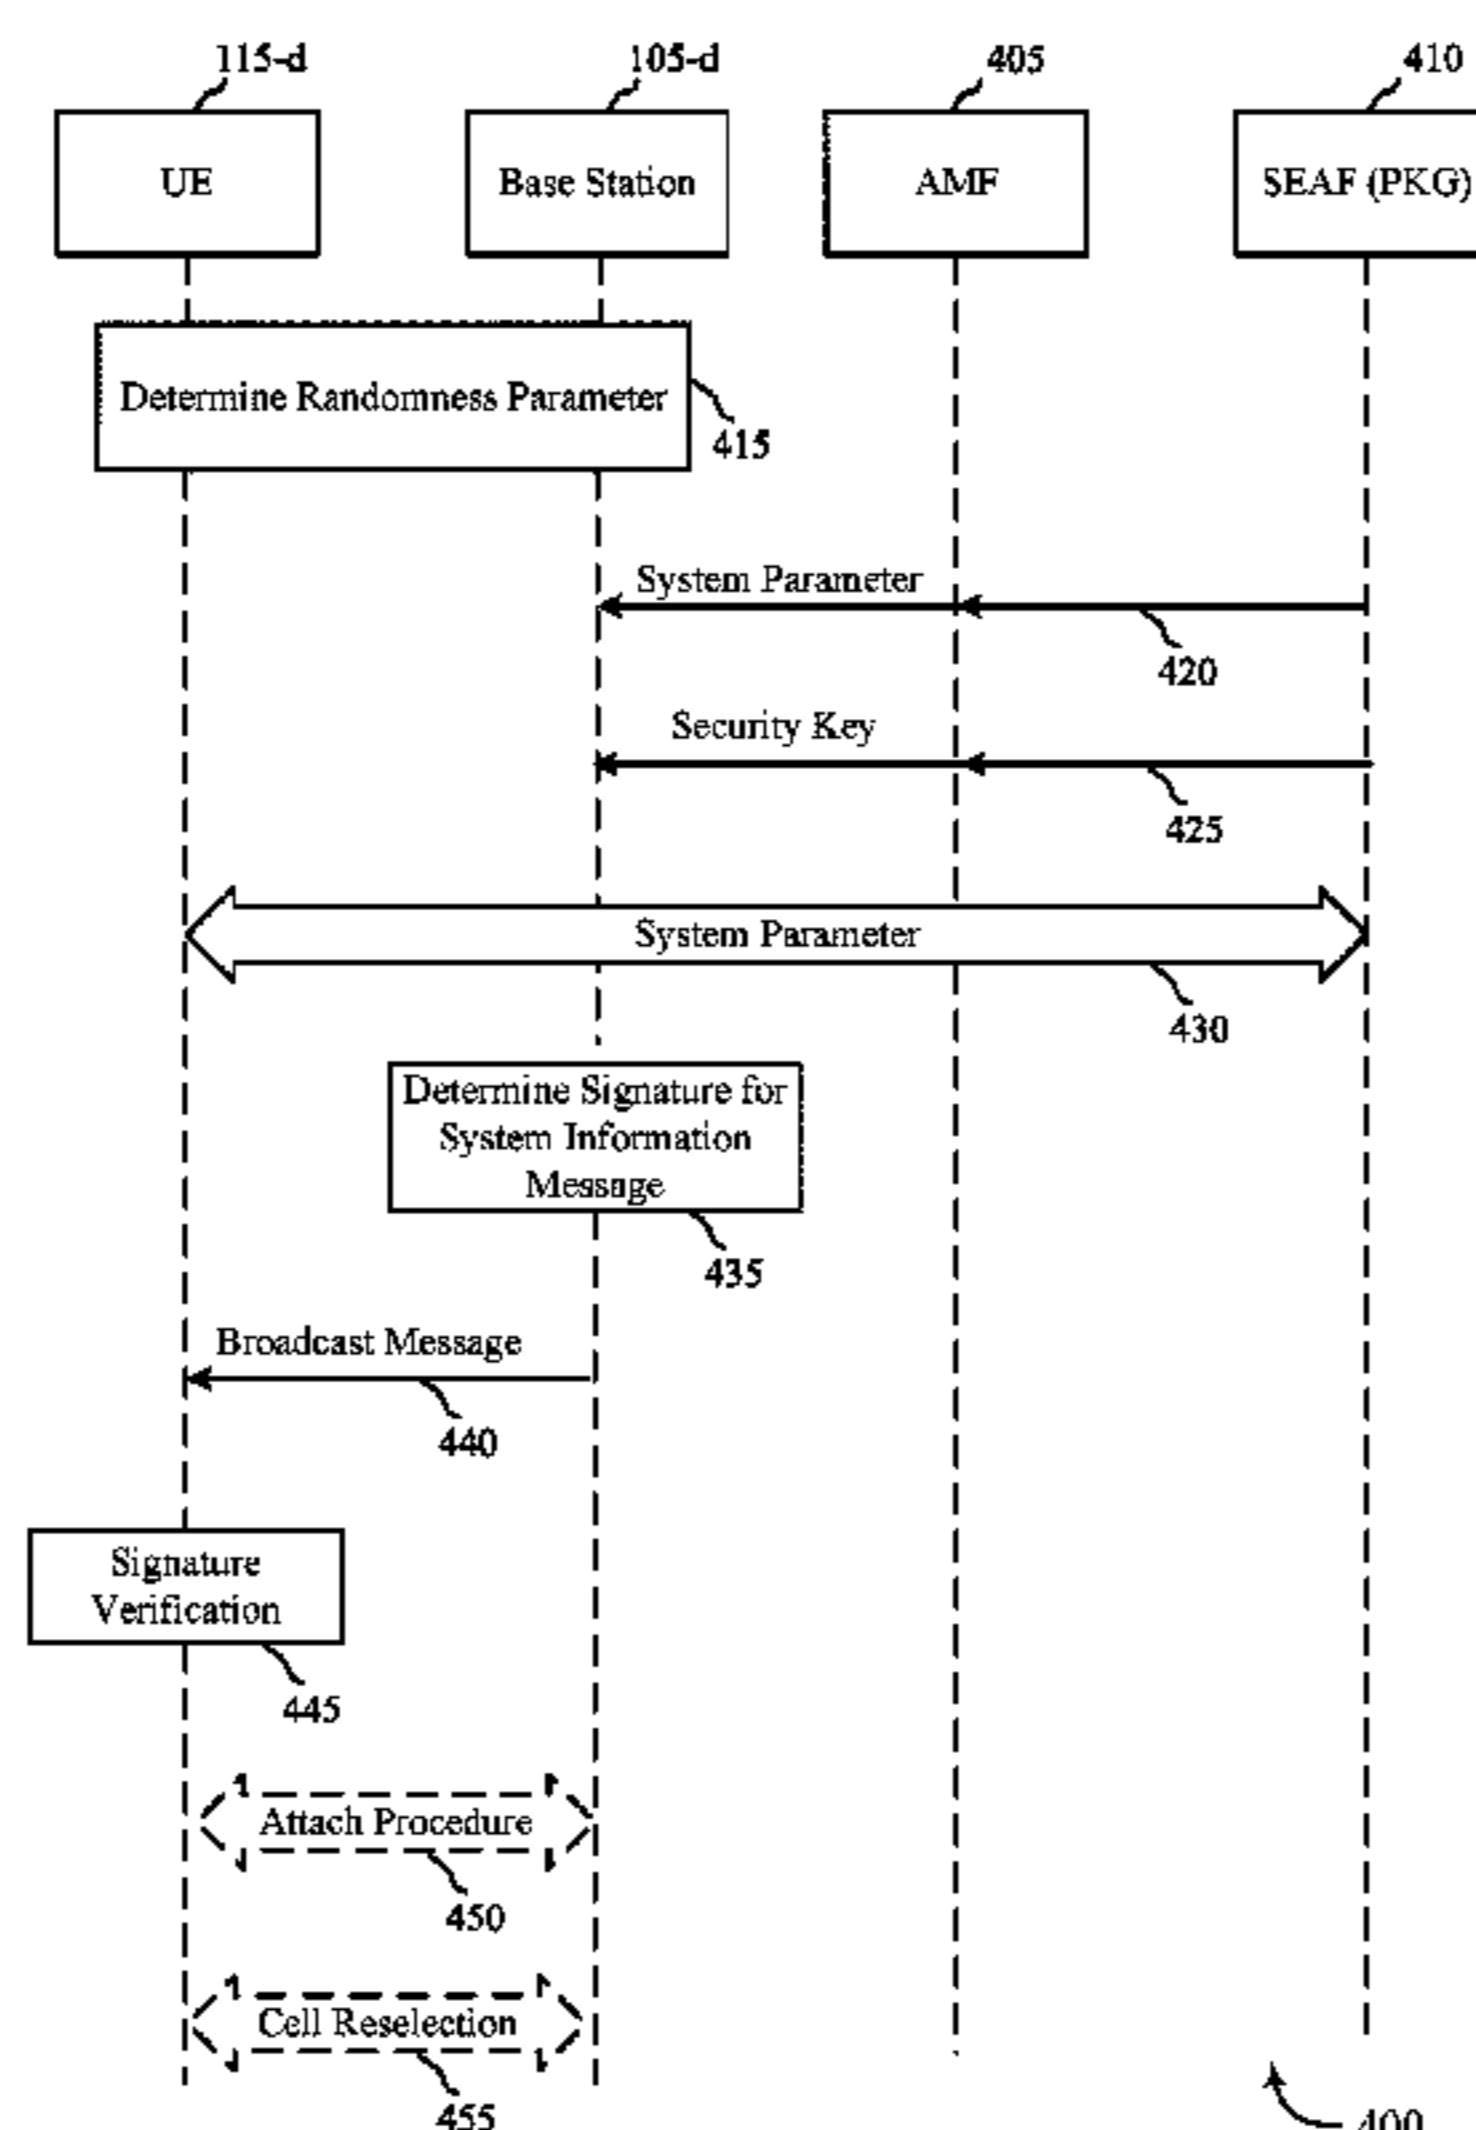 115-d
105-d
405
410
UE
Base Station
AMF
SEAF (PKG)
Determine Randomness Parameter
415
System Parameter
420
Security Key
425
System Parameter
430
Determine Signature for
System Information
Message
435
Broadcast Message
440
Signature
Verification
445
Attach Procedure
450
Cell Reselection
455
400